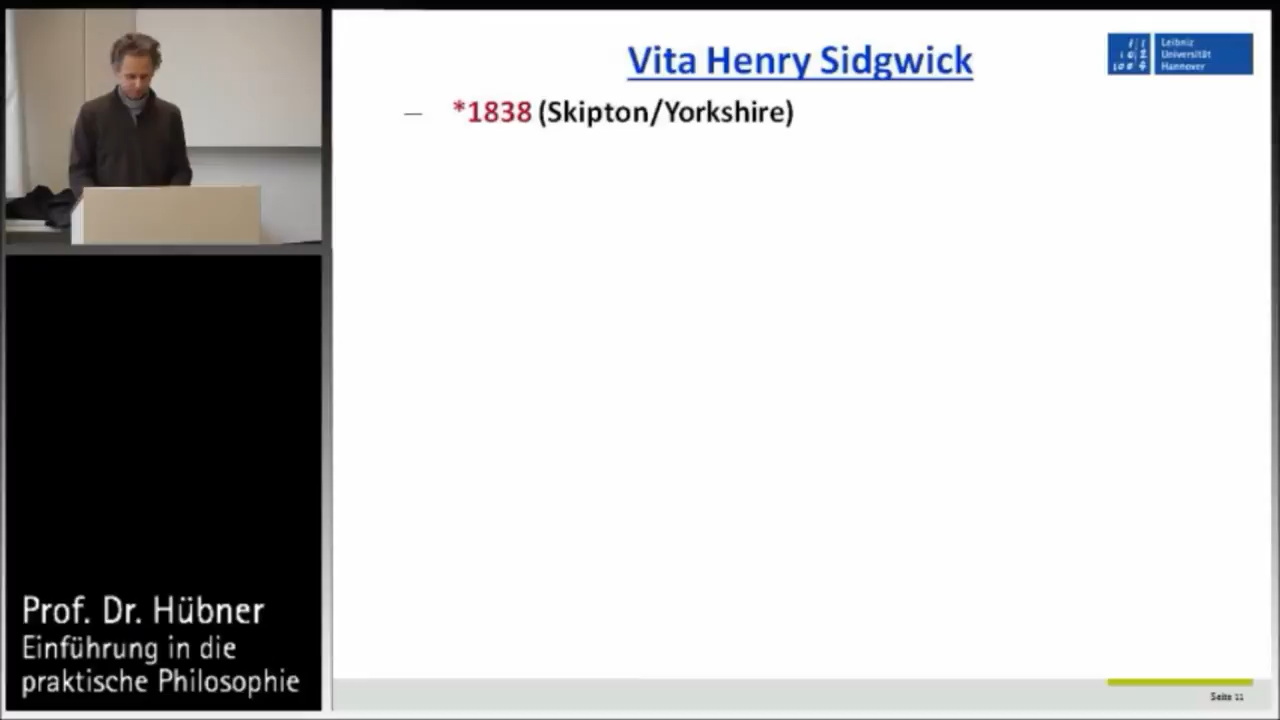 Vita Henry Sidgwick
– *1838 (Skipton/Yorkshire)
Leibniz
Universität
Hannover
Prof. Dr. Hübner
Einführung in die
praktische Philosophie
Seite 11